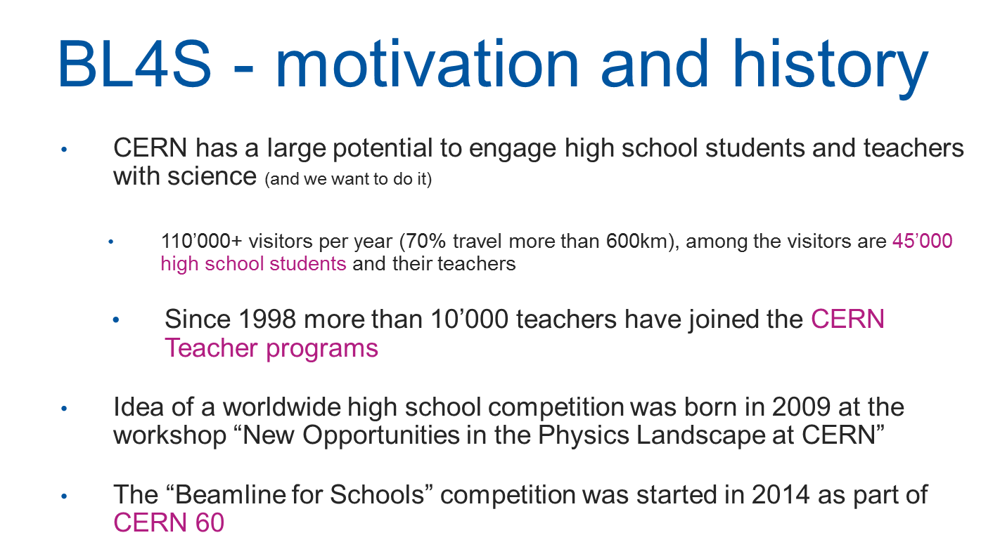 BL4S - motivation and history
• CERN has a large potential to engage high school students and teachers
with science (and we want to do it)
• 110’000+ visitors per year (70% travel more than 600km), among the visitors are 45’000
high school students and their teachers
• Since 1998 more than 10’000 teachers have joined the CERN
Teacher programs
• Idea of a worldwide high school competition was born in 2009 at the
workshop “New Opportunities in the Physics Landscape at CERN”
• The “Beamline for Schools” competition was started in 2014 as part of
CERN 60